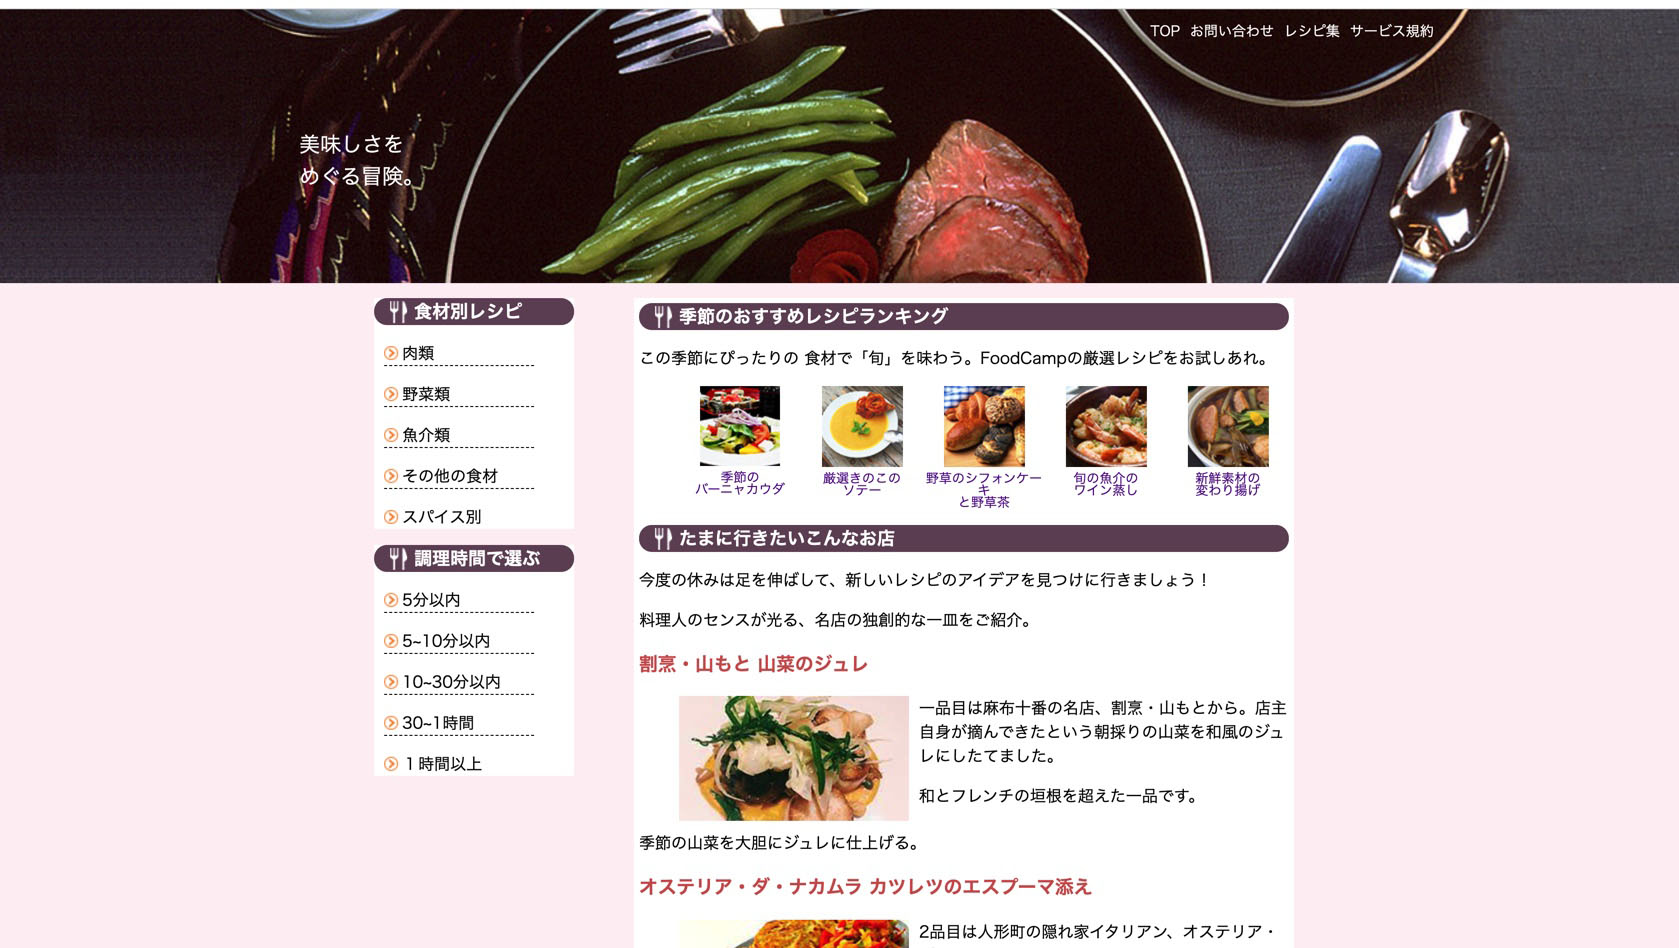 TOP お問い合わせ レシピ集 サービス規約
美味しさを
めぐる冒険。
食材別レシピ
肉類
野菜類
魚介類
その他の食材
スパイス別
調理時間で選ぶ
5分以内
5~10分以内
10~30分以内
30~1時間
１時間以上
季節のおすすめレシピランキング
この季節にぴったりの 食材で「旬」を味わう。FoodCampの厳選レシピをお試しあれ。
季節の
バーニャカウダ
厳選きのこの
ソテー
野草のシフォンケー
キ
と野草茶
旬の魚介の
ワイン蒸し
新鮮素材の
変わり揚げ
たまに行きたいこんなお店
今度の休みは足を伸ばして、新しいレシピのアイデアを見つけに行きましょう！
料理人のセンスが光る、名店の独創的な一皿をご紹介。
割烹・山もと 山菜のジュレ
一品目は麻布十番の名店、割烹・山もとから。店主
自身が摘んできたという朝採りの山菜を和風のジュ
レにしたてました。
和とフレンチの垣根を超えた一品です。
季節の山菜を大胆にジュレに仕上げる。
オステリア・ダ・ナカムラ カツレツのエスプーマ添え
2品目は人形町の隠れ家イタリアン、オステリア・